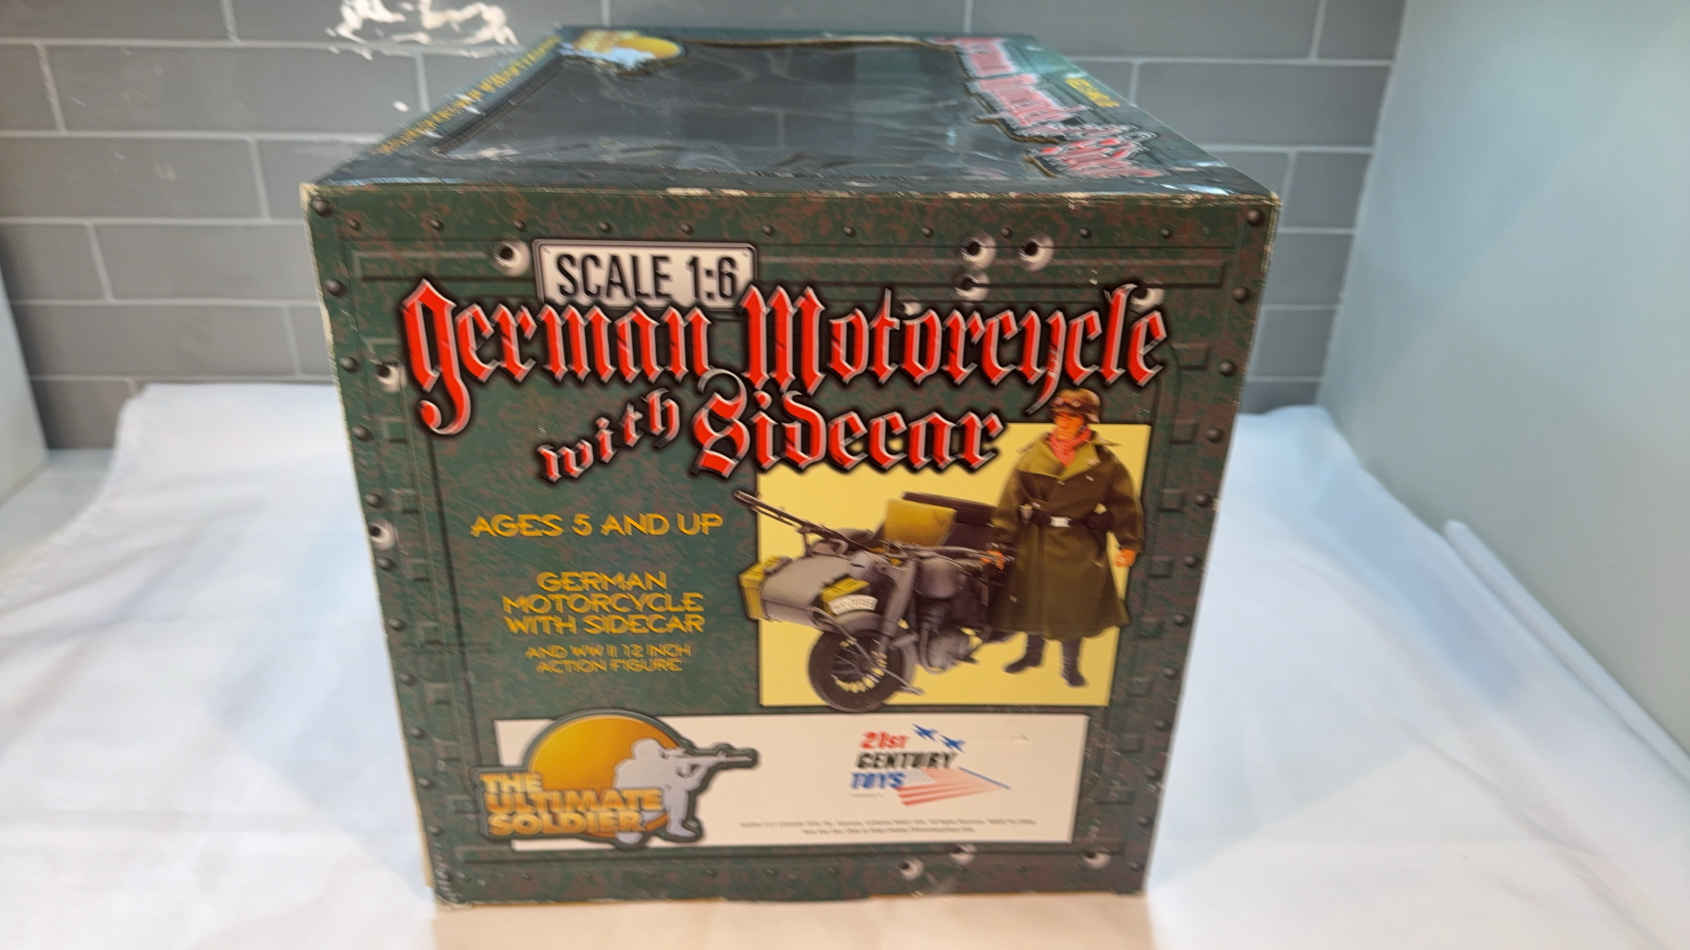 SCALE 1:6
German Motorcycle
with Sidecar
AGES 5 AND UP
GERMAN
MOTORCYCLE
WITH SIDECAR
AND WW II 12 INCH
ACTION FIGURE
THE
ULTIMATE
SOLDIER
21ST
CENTURY
TOYS